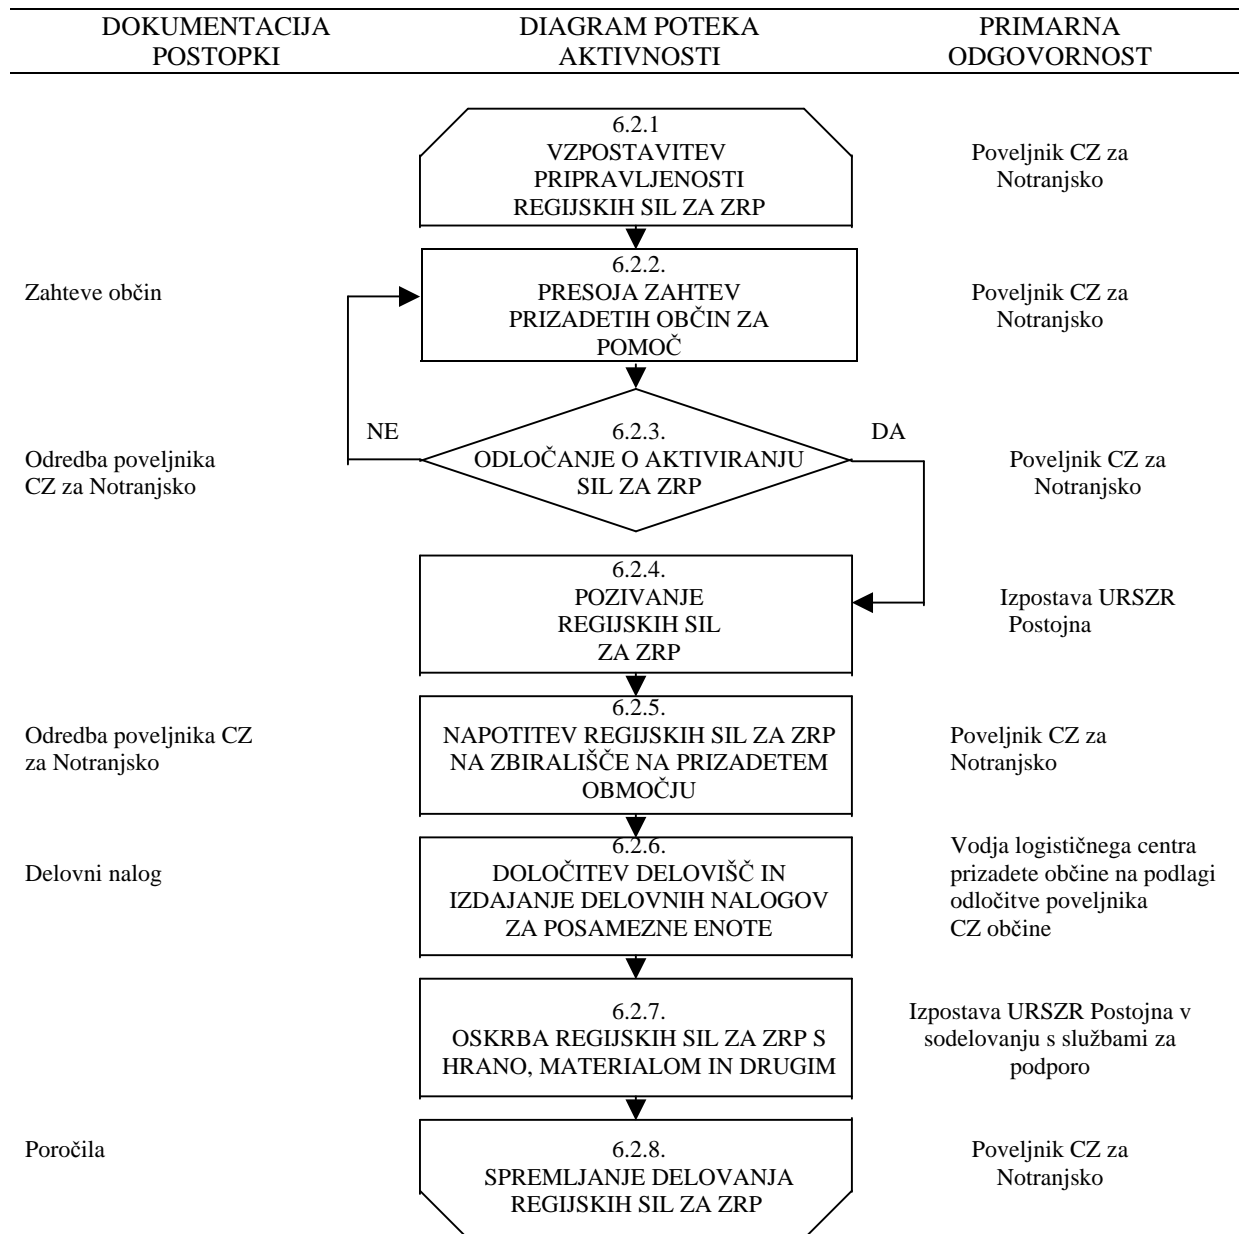 DOKUMENTACIJA
POSTOPKI
DIAGRAM POTEKA
AKTIVNOSTI
PRIMARNA
ODGOVORNOST
6.2.1
VZPOSTAVITEV
PRIPRAVLJENOSTI
REGIJSKIH SIL ZA ZRP
Poveljnik CZ za
Notranjsko
Zahteve občin
6.2.2.
PRESOJA ZAHTEV
PRIZADETIH OBČIN ZA
POMOČ
Poveljnik CZ za
Notranjsko
Odredba poveljnika
CZ za Notranjsko
NE
6.2.3.
ODLOČANJE O AKTIVIRANJU
SIL ZA ZRP
DA
Poveljnik CZ za
Notranjsko
6.2.4.
POZIVANJE
REGIJSKIH SIL
ZA ZRP
Izpostava URSZR
Postojna
Odredba poveljnika CZ
za Notranjsko
6.2.5.
NAPOTITEV REGIJSKIH SIL ZA ZRP
NA ZBIRALIŠČE NA PRIZADETEM
OBMOČJU
Poveljnik CZ za
Notranjsko
Delovni nalog
6.2.6.
DOLOČITEV DELOVIŠČ IN
IZDAJANJE DELOVNIH NALOGOV
ZA POSAMEZNE ENOTE
Vodja logističnega centra
prizadete občine na podlagi
odločitve poveljnika
CZ občine
6.2.7.
OSKRBA REGIJSKIH SIL ZA ZRP S
HRANO, MATERIALOM IN DRUGIM
Izpostava URSZR Postojna v
sodelovanju s službami za
podporo
Poročila
6.2.8.
SPREMLJANJE DELOVANJA
REGIJSKIH SIL ZA ZRP
Poveljnik CZ za
Notranjsko